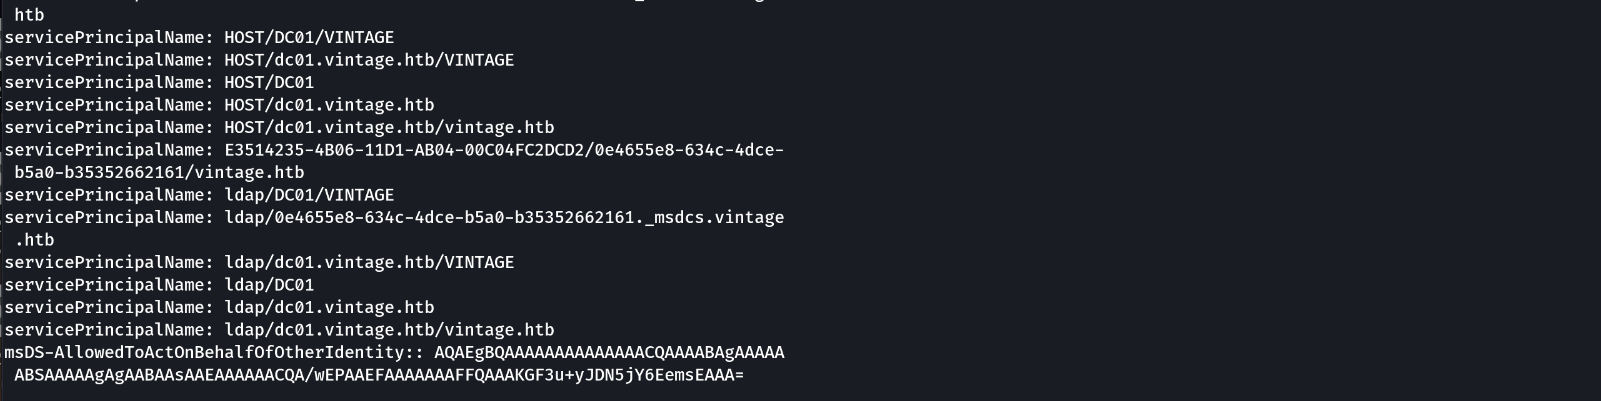 htb
servicePrincipalName: HOST/DC01/VINTAGE
servicePrincipalName: HOST/dc01.vintage.htb/VINTAGE
servicePrincipalName: HOST/DC01
servicePrincipalName: HOST/dc01.vintage.htb
servicePrincipalName: HOST/dc01.vintage.htb/vintage.htb
servicePrincipalName: E3514235-4B06-11D1-AB04-00C04FC2DCD2/0e4655e8-634c-4dce-
b5a0-b35352662161/vintage.htb
servicePrincipalName: ldap/DC01/VINTAGE
servicePrincipalName: ldap/0e4655e8-634c-4dce-b5a0-b35352662161._msdcs.vintage
.htb
servicePrincipalName: ldap/dc01.vintage.htb/VINTAGE
servicePrincipalName: ldap/DC01
servicePrincipalName: ldap/dc01.vintage.htb
servicePrincipalName: ldap/dc01.vintage.htb/vintage.htb
msDS-AllowedToActOnBehalfOfOtherIdentity:: AQAEgBQAAAAAAAAAAAAAACQAAAABAgAAAAA
ABSAAAAAgAgAABAAsAAEAAAAAACQA/wEPAAEFAAAAAAAFFQAAAKGF3u+yJDN5jY6EemsEAAA=